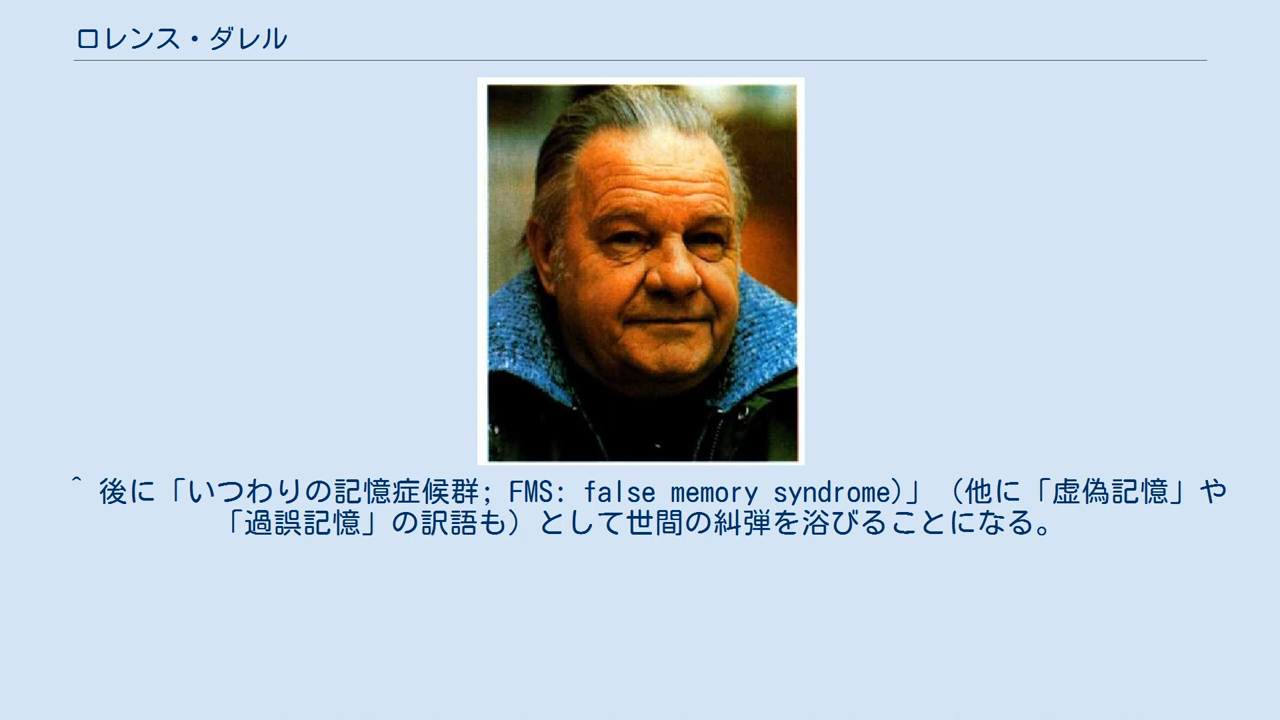 ロレンス・ダレル
^ 後に「いつわりの記憶症候群; FMS: false memory syndrome)」（他に「虚偽記憶」や
「過誤記憶」の訳語も）として世間の糾弾を浴びることになる。